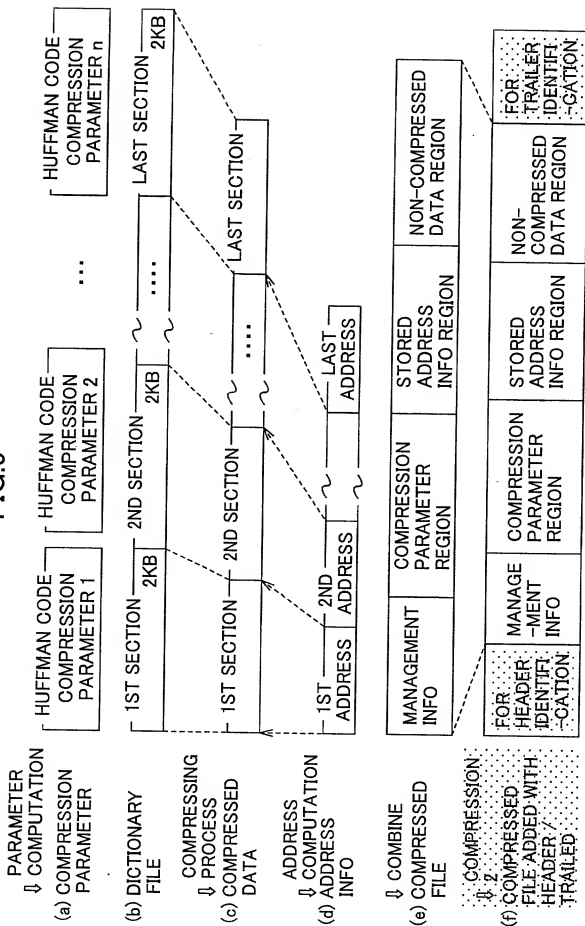 PARAMETER
⇓ COMPUTATION
(a) COMPRESSION
PARAMETER
HUFFMAN CODE
COMPRESSION
PARAMETER 1
HUFFMAN CODE
COMPRESSION
PARAMETER 2
...
HUFFMAN CODE
COMPRESSION
PARAMETER n
(b) DICTIONARY
FILE
1ST SECTION
2KB
2ND SECTION
2KB
....
LAST SECTION
2KB
COMPRESSING
⇓ PROCESS
(c) COMPRESSED
DATA
1ST SECTION
2ND SECTION
....
LAST SECTION
ADDRESS
⇓ COMPUTATION
(d) ADDRESS
INFO
1ST
ADDRESS
2ND
ADDRESS
LAST
ADDRESS
⇓ COMBINE
(e) COMPRESSED
FILE
MANAGEMENT
INFO
COMPRESSION
PARAMETER
REGION
STORED
ADDRESS
INFO REGION
NON-COMPRESSED
DATA REGION
COMPRESSION
⇓ 2
(f) COMPRESSED
FILE ADDED WITH
HEADER /
TRAILED
FOR
HEADER
IDENTIFI
-CATION
MANAGE
-MENT
INFO
COMPRESSION
PARAMETER
REGION
STORED
ADDRESS
INFO REGION
NON-
COMPRESSED
DATA REGION
FOR
TRAILER
IDENTIFI
-CATION